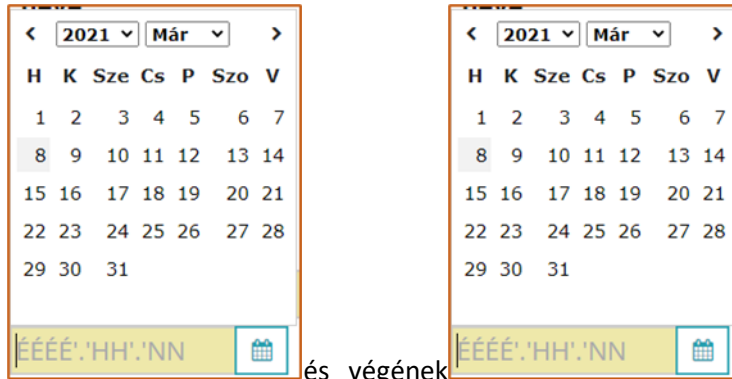 < 2021 Már >
H K Sze Cs P Szo V
1 2 3 4 5 6 7
8 9 10 11 12 13 14
15 16 17 18 19 20 21
22 23 24 25 26 27 28
29 30 31
ÉÉÉÉ'.'HH'.'NN
és végének
< 2021 Már >
H K Sze Cs P Szo V
1 2 3 4 5 6 7
8 9 10 11 12 13 14
15 16 17 18 19 20 21
22 23 24 25 26 27 28
29 30 31
ÉÉÉÉ'.'HH'.'NN